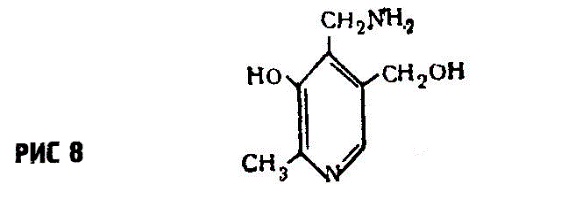 CH₂NH₂
HO
CH₂OH
РИС 8
CH₃
N